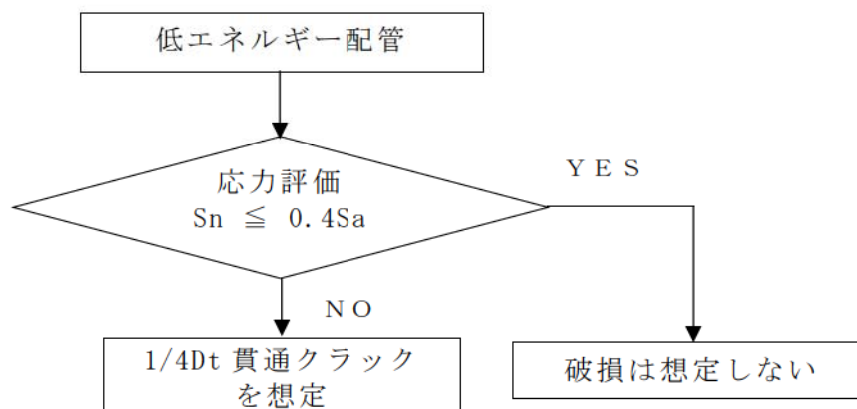 低エネルギー配管
応力評価
Sn ≦ 0.4Sa
ＹＥＳ
ＮＯ
1/4Dt 貫通クラック
を想定
破損は想定しない